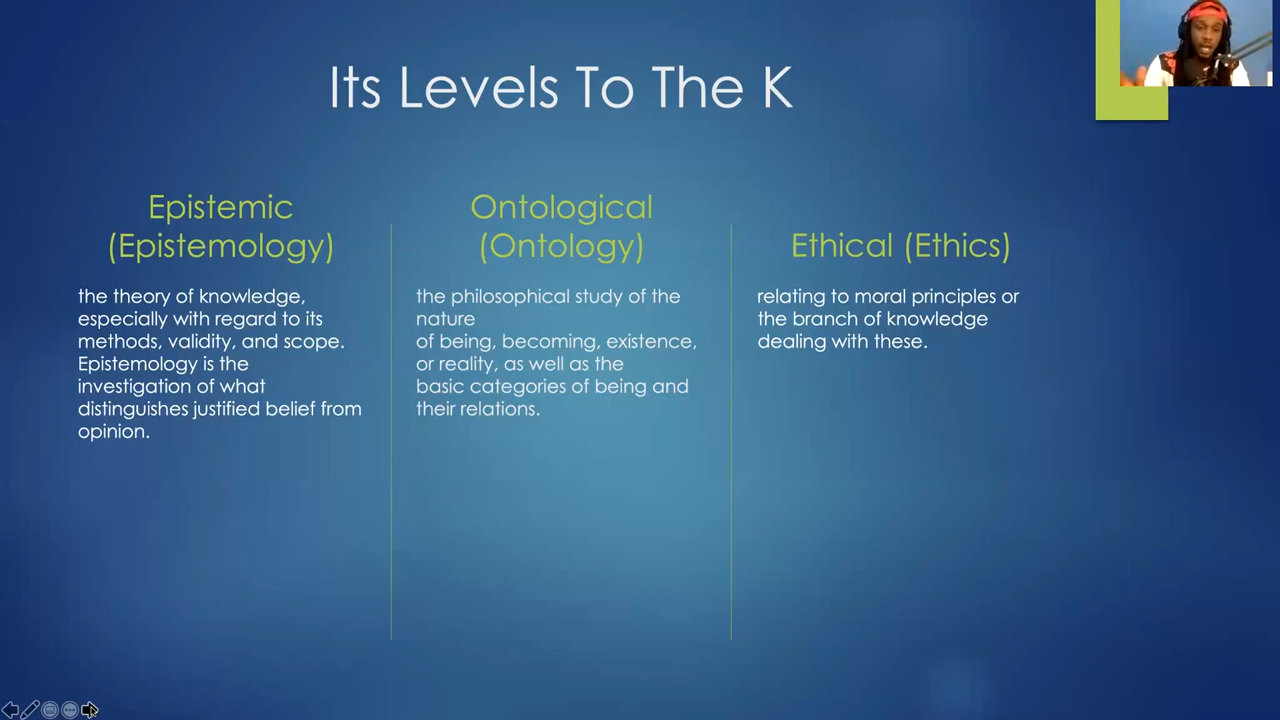 Its Levels To The K
Epistemic
(Epistemology)
the theory of knowledge,
especially with regard to its
methods, validity, and scope.
Epistemology is the
investigation of what
distinguishes justified belief from
opinion.
Ontological
(Ontology)
the philosophical study of the
nature
of being, becoming, existence,
or reality, as well as the
basic categories of being and
their relations.
Ethical (Ethics)
relating to moral principles or
the branch of knowledge
dealing with these.